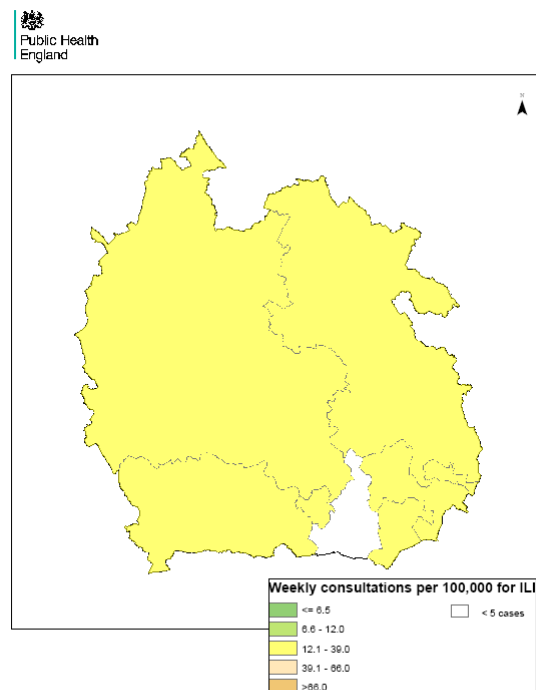 Public Health
England
N
Weekly consultations per 100,000 for ILI
<= 6.5
< 5 cases
6.6 - 12.0
12.1 - 39.0
39.1 - 66.0
>66.0